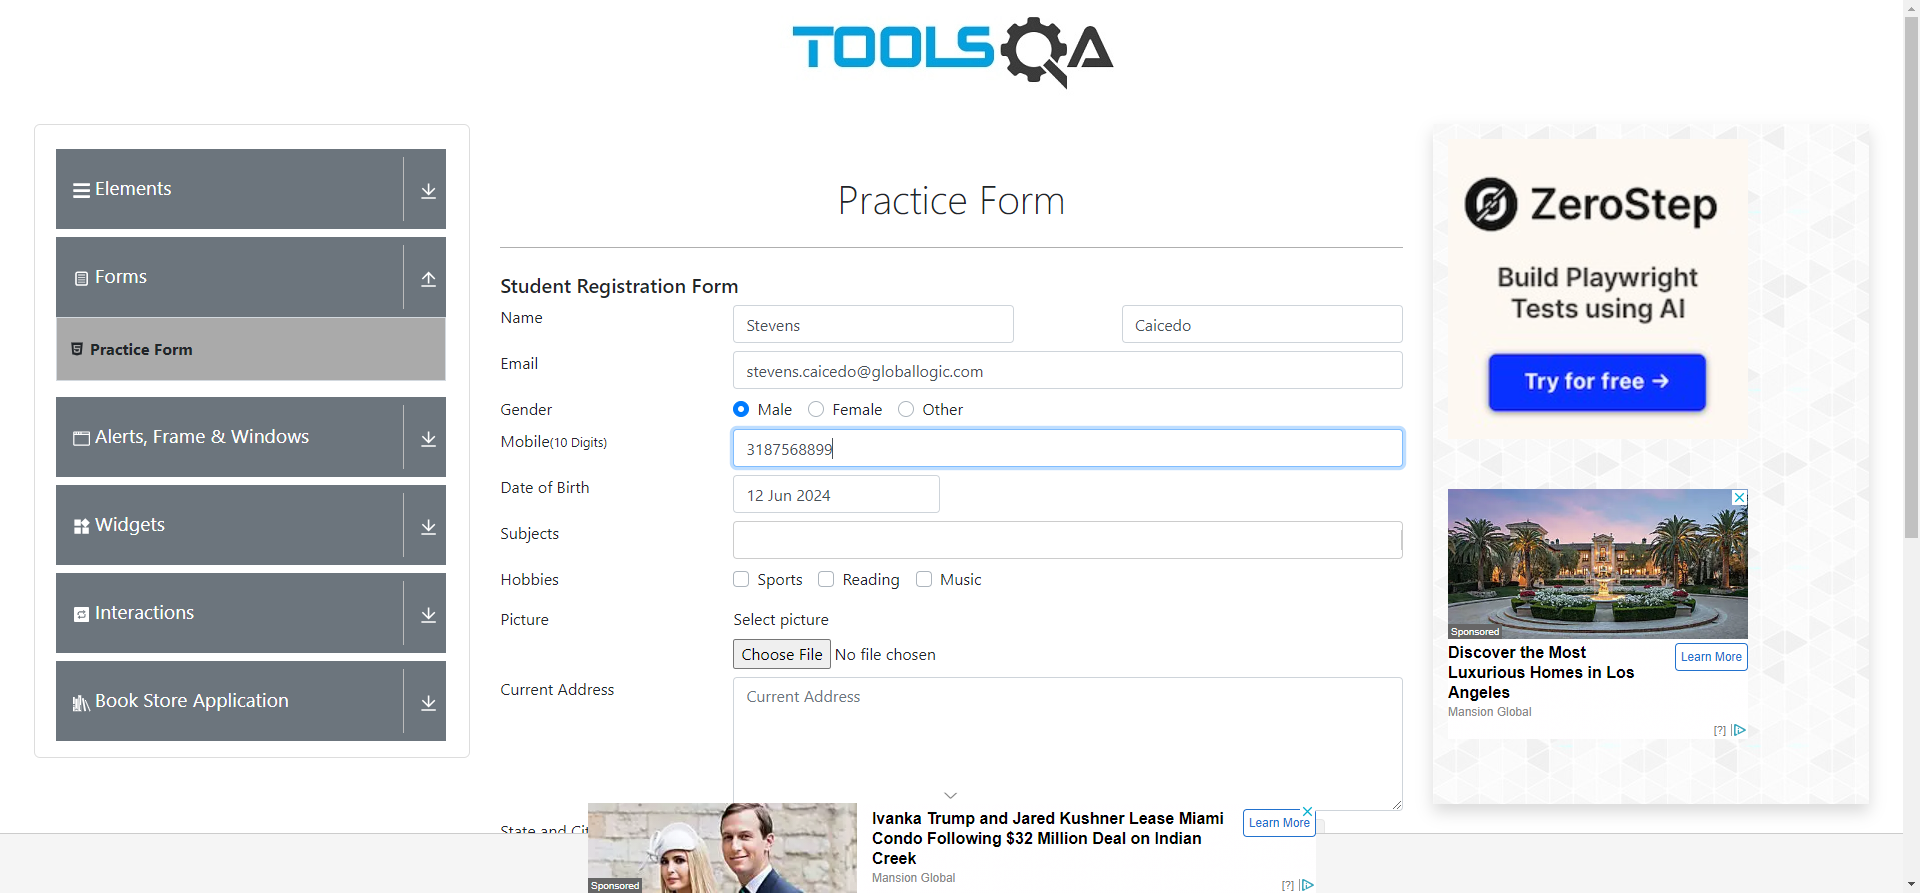 TOOLSQA
Elements
Forms
Practice Form
Alerts, Frame & Windows
Widgets
Interactions
Book Store Application
Practice Form
Student Registration Form
Name
Stevens
Caicedo
Email
stevens.caicedo@globallogic.com
Gender
Male
Female
Other
Mobile(10 Digits)
3187568899
Date of Birth
12 Jun 2024
Subjects
Hobbies
Sports
Reading
Music
Picture
Select picture
Choose File No file chosen
Current Address
Current Address
State and Cit
ZeroStep
Build Playwright
Tests using AI
Try for free →
Sponsored
Discover the Most
Luxurious Homes in Los
Angeles
Mansion Global
Learn More
[?]
Sponsored
Ivanka Trump and Jared Kushner Lease Miami
Condo Following $32 Million Deal on Indian
Creek
Mansion Global
Learn More
[?]